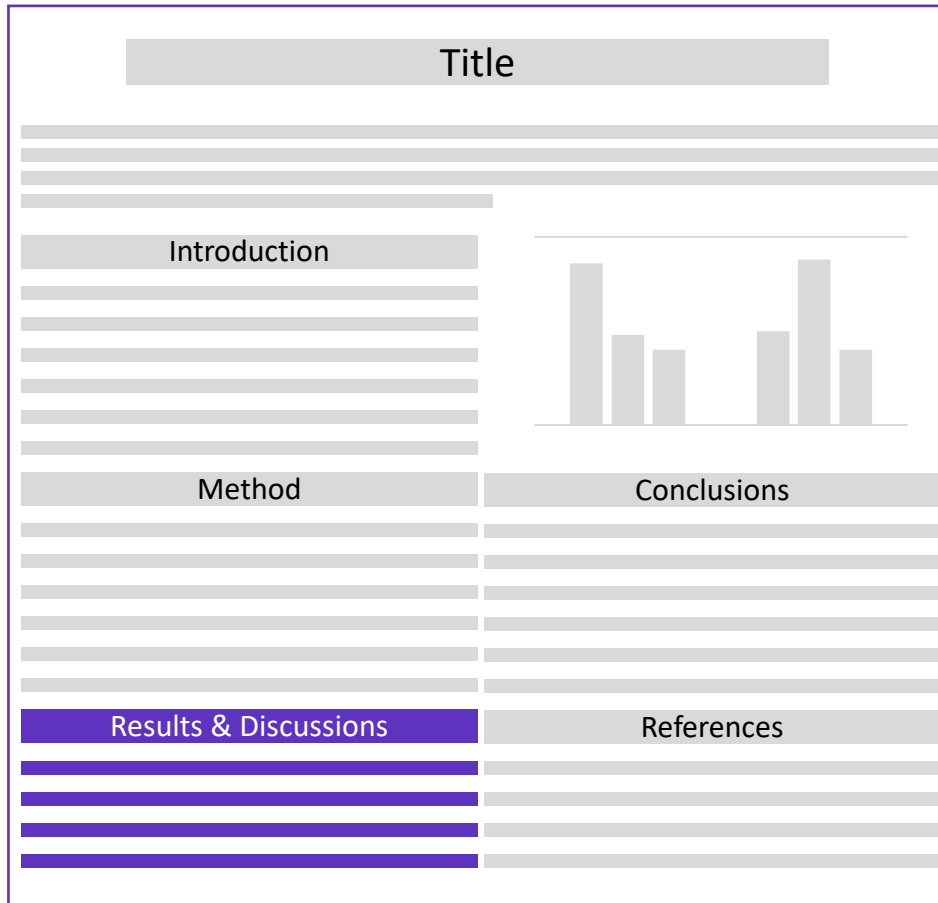 Title
Introduction
Method
Results & Discussions
Conclusions
References